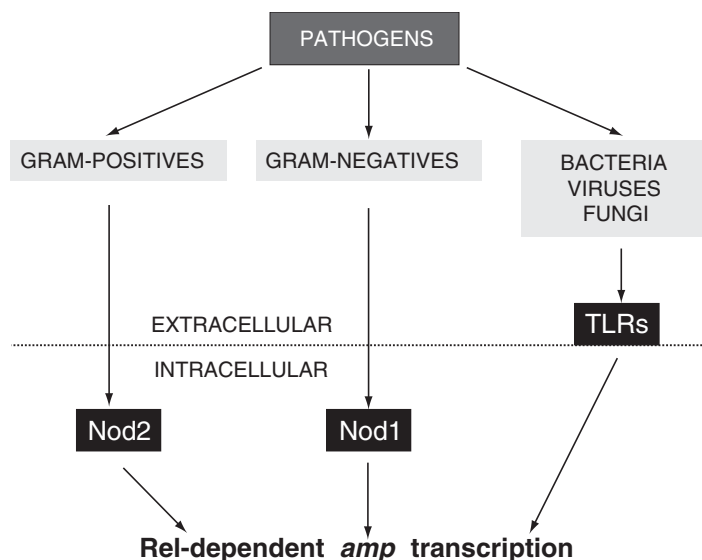 PATHOGENS
GRAM-POSITIVES
GRAM-NEGATIVES
BACTERIA
VIRUSES
FUNGI
EXTRACELLULAR
TLRs
INTRACELLULAR
Nod2
Nod1
Rel-dependent amp transcription